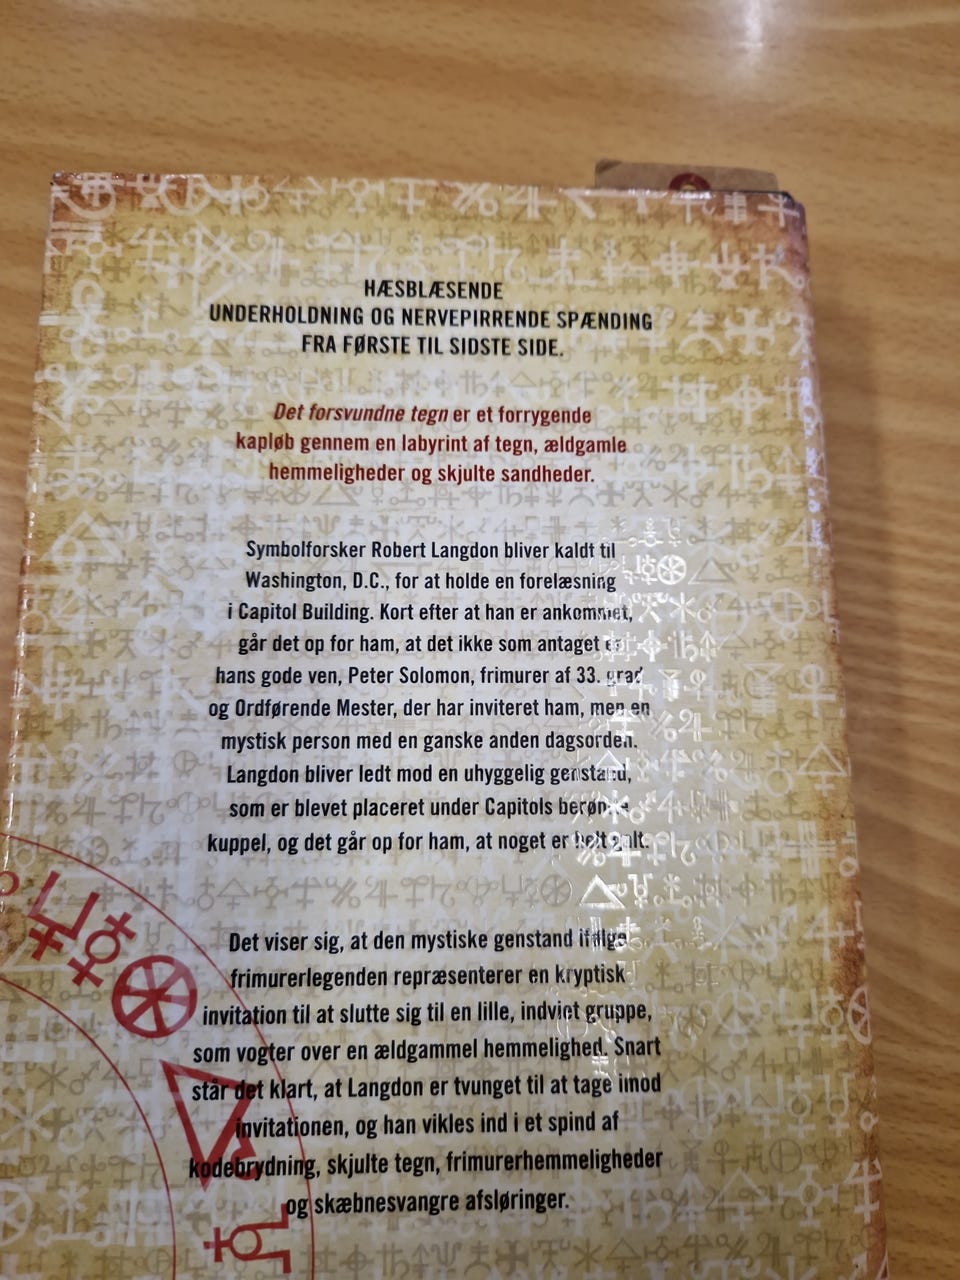 HÆSBLÆSENDE
UNDERHOLDNING OG NERVEPIRRENDE SPÆNDING
FRA FØRSTE TIL SIDSTE SIDE.
Det forsvundne tegn er et forrygende
kapløb gennem en labyrint af tegn, ældgamle
hemmeligheder og skjulte sandheder.
Symbolforsker Robert Langdon bliver kaldt til
Washington, D.C., for at holde en forelæsning
i Capitol Building. Kort efter at han er ankommet,
går det op for ham, at det ikke som antaget er
hans gode ven, Peter Solomon, frimurer af 33. grad
og Ordførende Mester, der har inviteret ham, men en
mystisk person med en ganske anden dagsorden.
Langdon bliver ledt mod en uhyggelig genstand,
som er blevet placeret under Capitols berømte
kuppel, og det går op for ham, at noget er helt galt.
Det viser sig, at den mystiske genstand ifølge
frimurerlegenden repræsenterer en kryptisk
invitation til at slutte sig til en lille, indviet gruppe,
som vogter over en ældgammel hemmelighed. Snart
står det klart, at Langdon er tvunget til at tage imod
invitationen, og han vikles ind i et spind af
kodebrydning, skjulte tegn, frimurerhemmeligheder
og skæbnesvangre afsløringer.